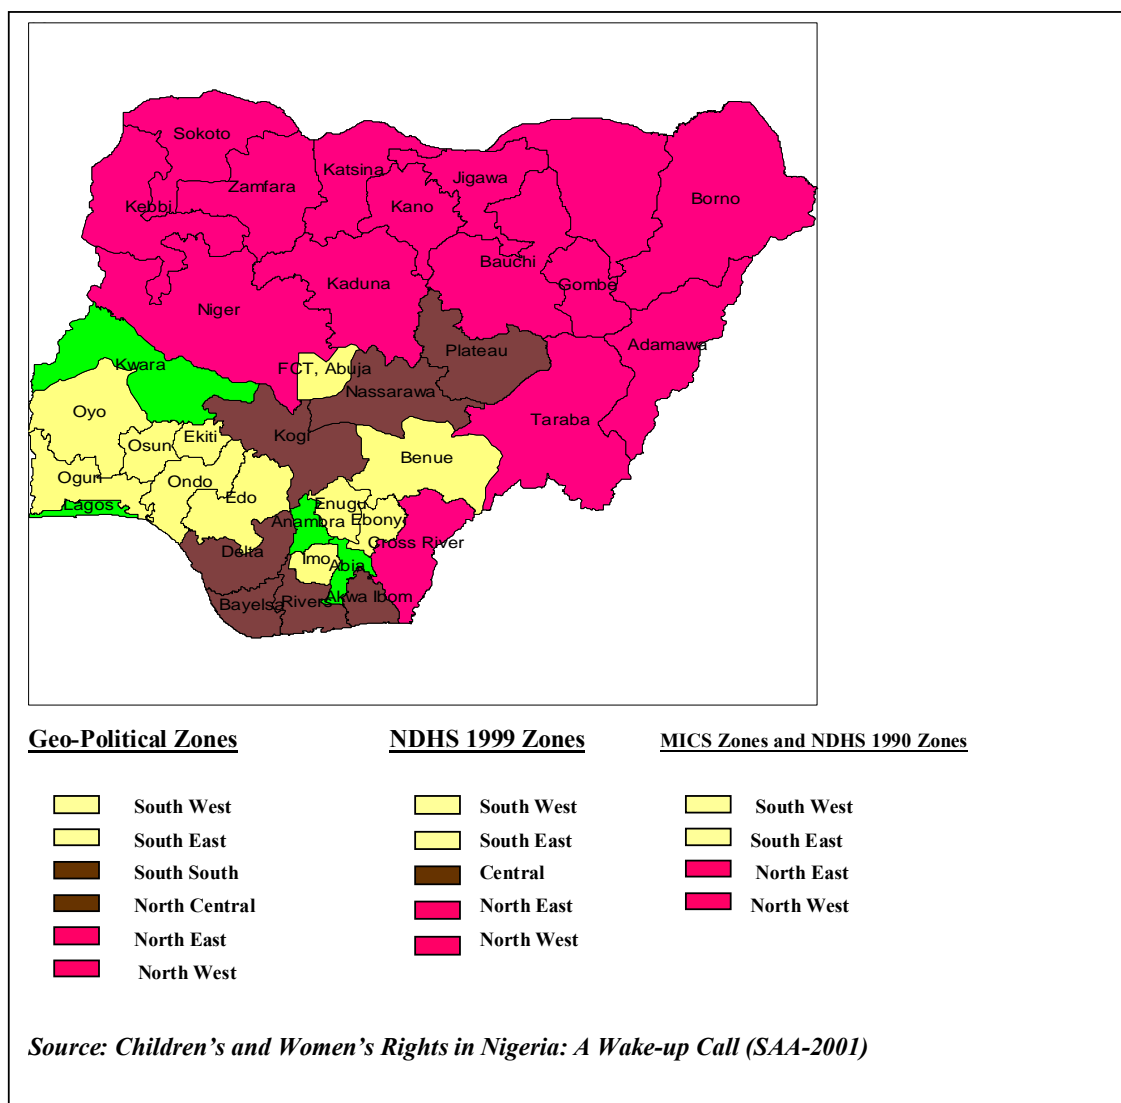 Sokoto
Katsina
Jigawa
Zamfara
Borno
Kebbi
Kano
Bauchi
Kaduna
Gombe
Niger
Adamawa
Plateau
Kwara
FCT, Abuja
Nassarawa
Oyo
Taraba
Kogi
Ekiti
Osun
Benue
Ogun
Ondo
Edo
Lagos
Enugu
Anambra
Ebonyi
Cross River
Delta
Imo
Abia
Bayelsa
Rivers
Akwa Ibom
Geo-Political Zones
South West
South East
South South
North Central
North East
North West
NDHS 1999 Zones
South West
South East
Central
North East
North West
MICS Zones and NDHS 1990 Zones
South West
South East
North East
North West
Source: Children’s and Women’s Rights in Nigeria: A Wake-up Call (SAA-2001)